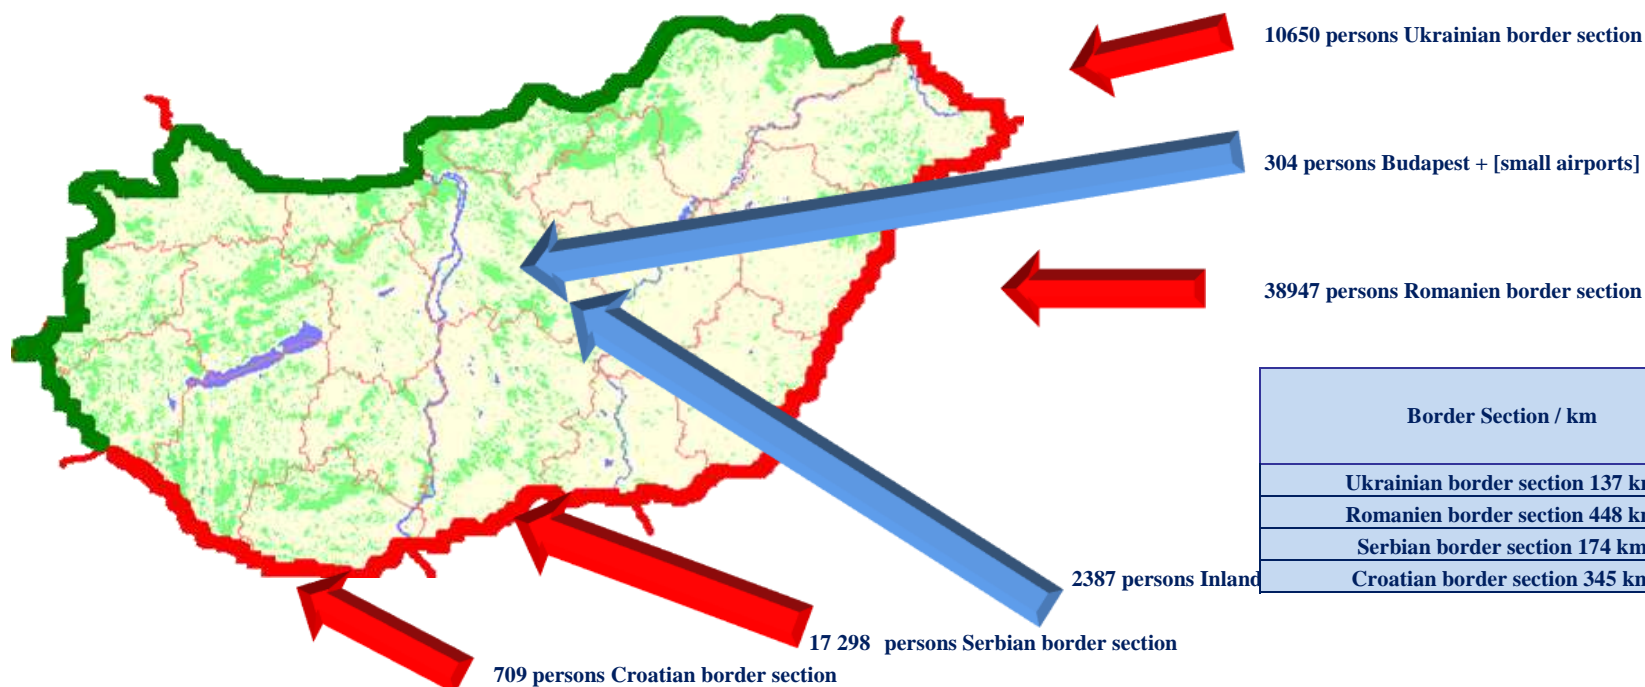 10650 persons Ukrainian border section
304 persons Budapest + [small airports]
38947 persons Romanien border section
Border Section / km
Ukrainian border section 137 k
Romanien border section 448 k
Serbian border section 174 km
Croatian border section 345 k
2387 persons Inland
17 298 persons Serbian border section
709 persons Croatian border section